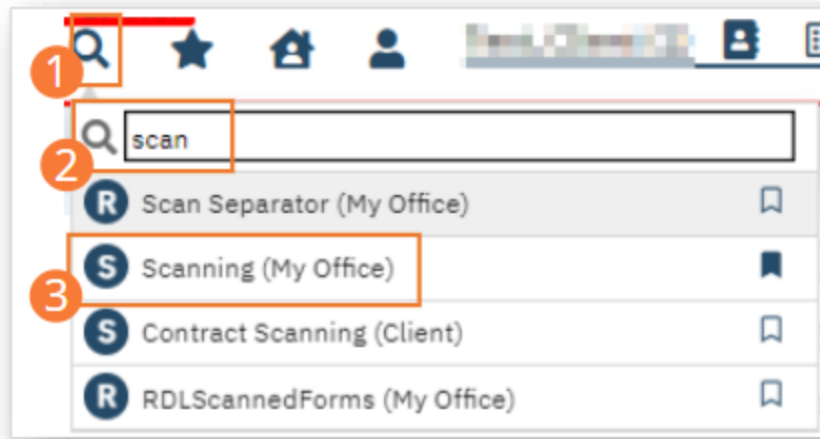 1
2
scan
R Scan Separator (My Office)
3
S Scanning (My Office)
S Contract Scanning (Client)
R RDLScannedForms (My Office)